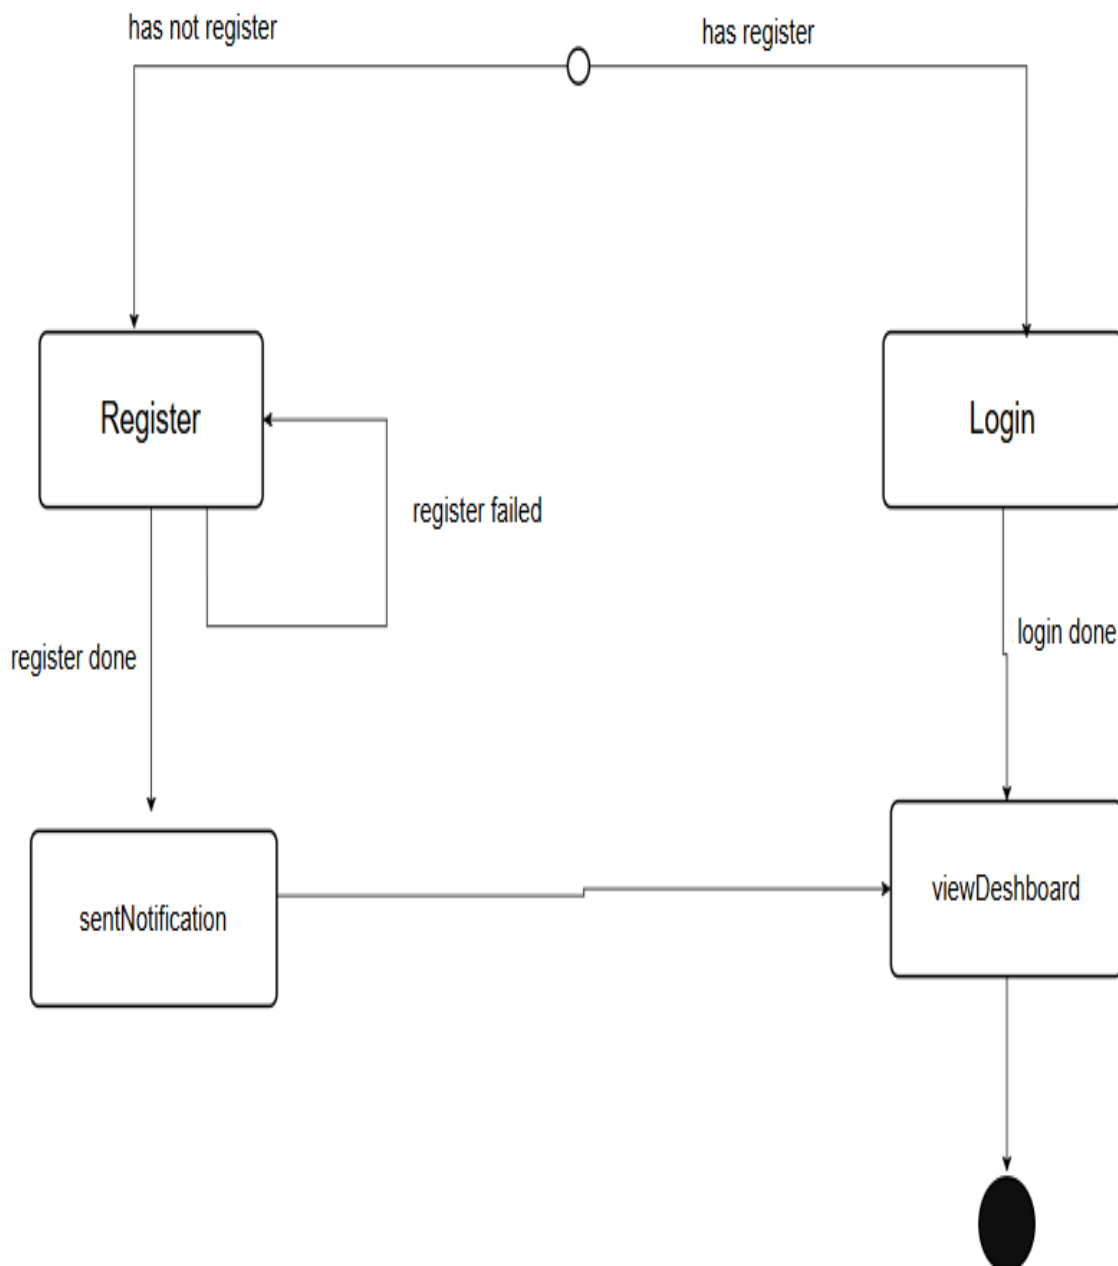 has not register
has register
Register
Login
register failed
login done
register done
viewDeshboard
sentNotification